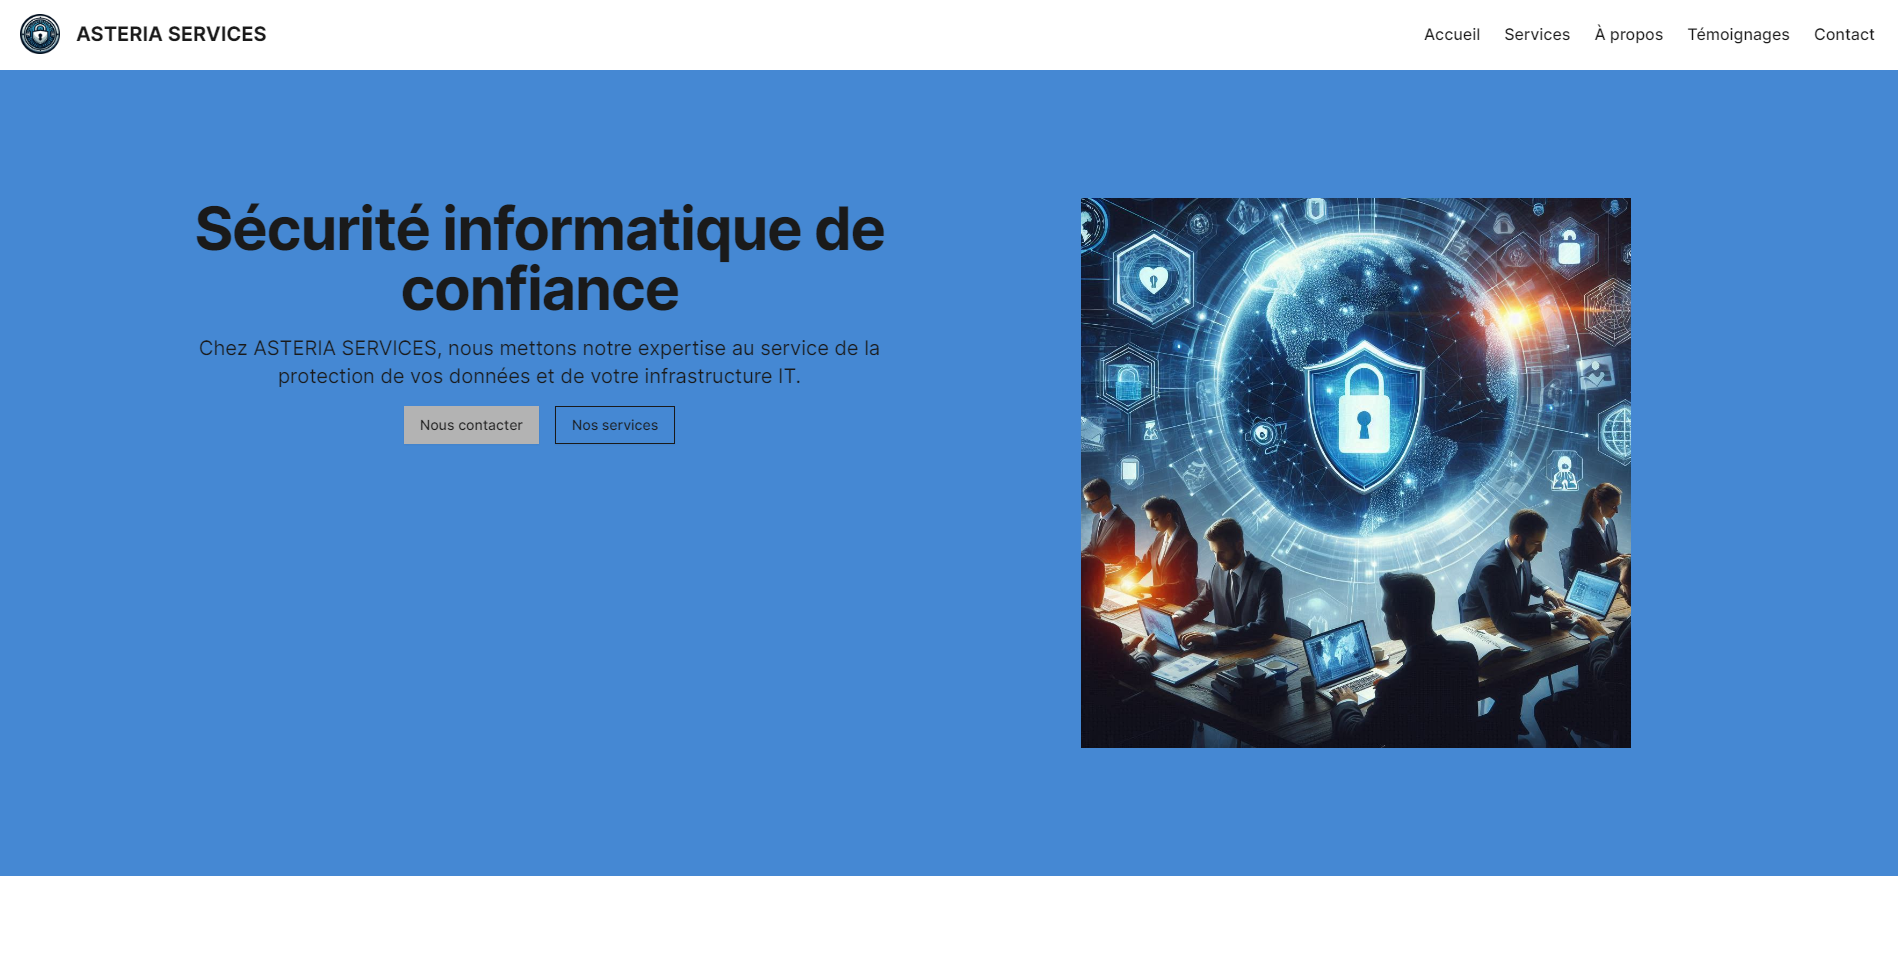 ASTERIA SERVICES
Accueil
Services
À propos
Témoignages
Contact
Sécurité informatique de
confiance
Chez ASTERIA SERVICES, nous mettons notre expertise au service de la
protection de vos données et de votre infrastructure IT.
Nous contacter
Nos services